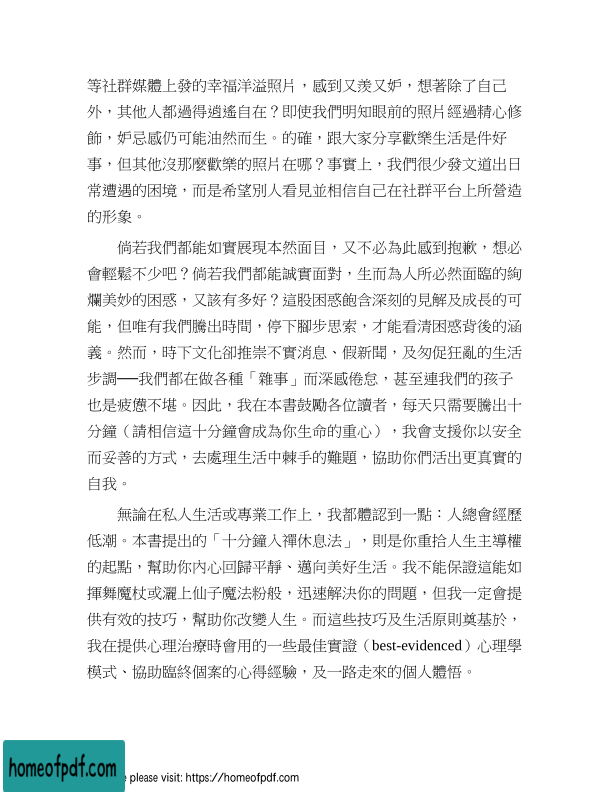 等社群媒體上發的幸福洋溢照片，感到又羨又妒，想著除了自己
外，其他人都過得逍遙自在？即使我們明知眼前的照片經過精心修
飾，妒忌感仍可能油然而生。的確，跟大家分享歡樂生活是件好
事，但其他沒那麼歡樂的照片在哪？事實上，我們很少發文道出日
常遭遇的困境，而是希望別人看見並相信自己在社群平台上所營造
的形象。
倘若我們都能如實展現本然面目，又不必為此感到抱歉，想必
會輕鬆不少吧？倘若我們都能誠實面對，生而為人所必然面臨的絢
爛美妙的困惑，又該有多好？這股困惑飽含深刻的見解及成長的可
能，但唯有我們騰出時間，停下腳步思索，才能看清困惑背後的涵
義。然而，時下文化卻推崇不實消息、假新聞，及匆促狂亂的生活
步調──我們都在做各種「雜事」而深感倦怠，甚至連我們的孩子
也是疲憊不堪。因此，我在本書鼓勵各位讀者，每天只需要騰出十
分鐘（請相信這十分鐘會成為你生命的重心），我會支援你以安全
而妥善的方式，去處理生活中棘手的難題，協助你們活出更真實的
自我。
無論在私人生活或專業工作上，我都體認到一點：人總會經歷
低潮。本書提出的「十分鐘入禪休息法」，則是你重拾人生主導權
的起點，幫助你內心回歸平靜、邁向美好生活。我不能保證這能如
揮舞魔杖或灑上仙子魔法粉般，迅速解決你的問題，但我一定會提
供有效的技巧，幫助你改變人生。而這些技巧及生活原則奠基於，
我在提供心理治療時會用的一些最佳實證（best-evidenced）心理學
模式、協助臨終個案的心得經驗，及一路走來的個人體悟。
homeofpdf.com
please visit: https://homeofpdf.com